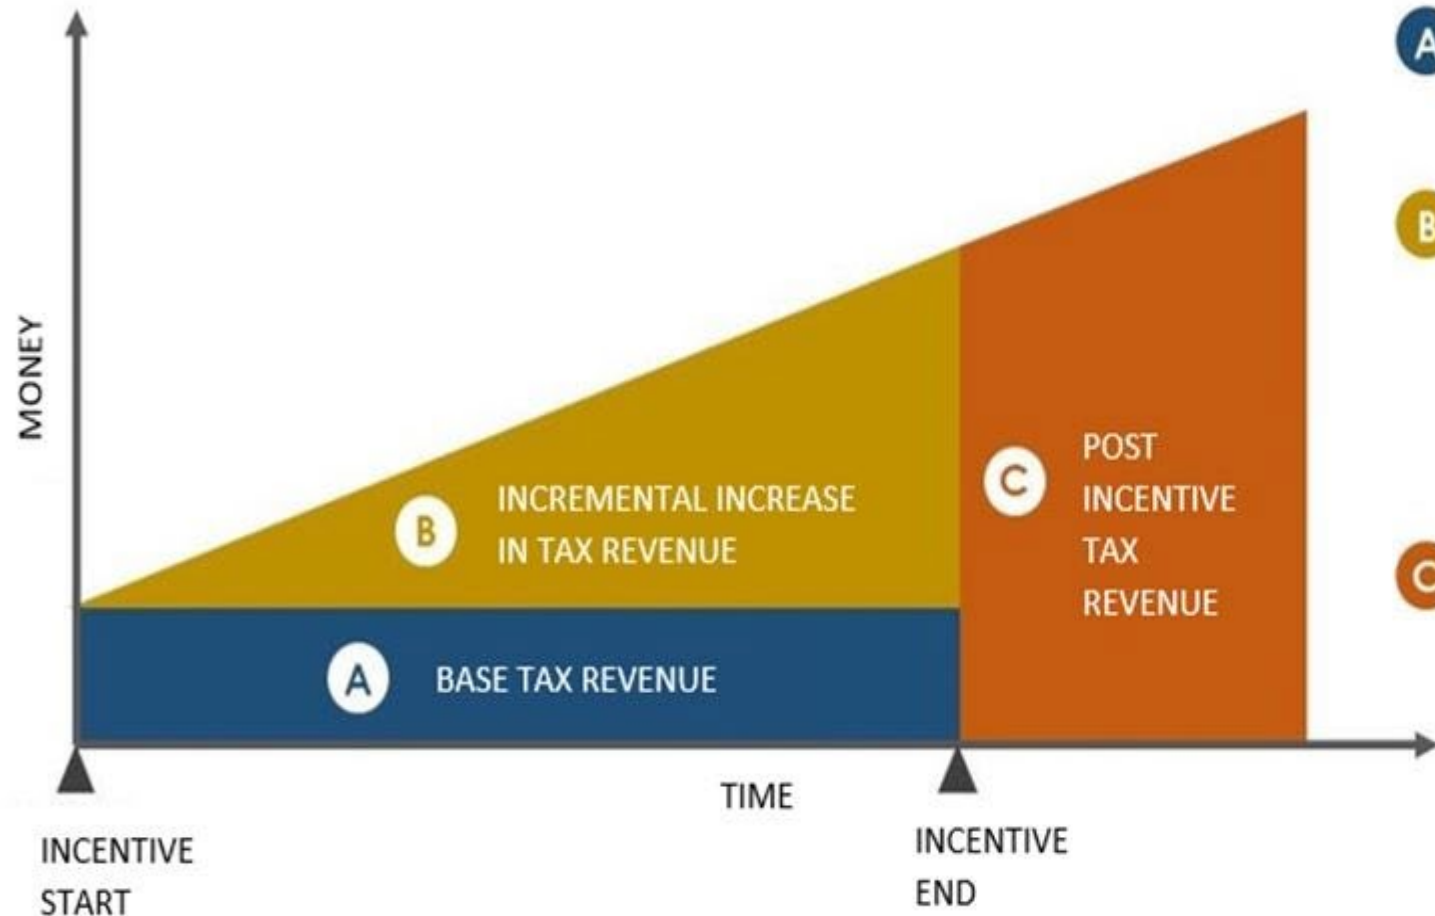 A
B
C
MONEY
B
INCREMENTAL INCREASE
IN TAX REVENUE
C
POST
INCENTIVE
TAX
REVENUE
A
BASE TAX REVENUE
TIME
INCENTIVE
START
INCENTIVE
END